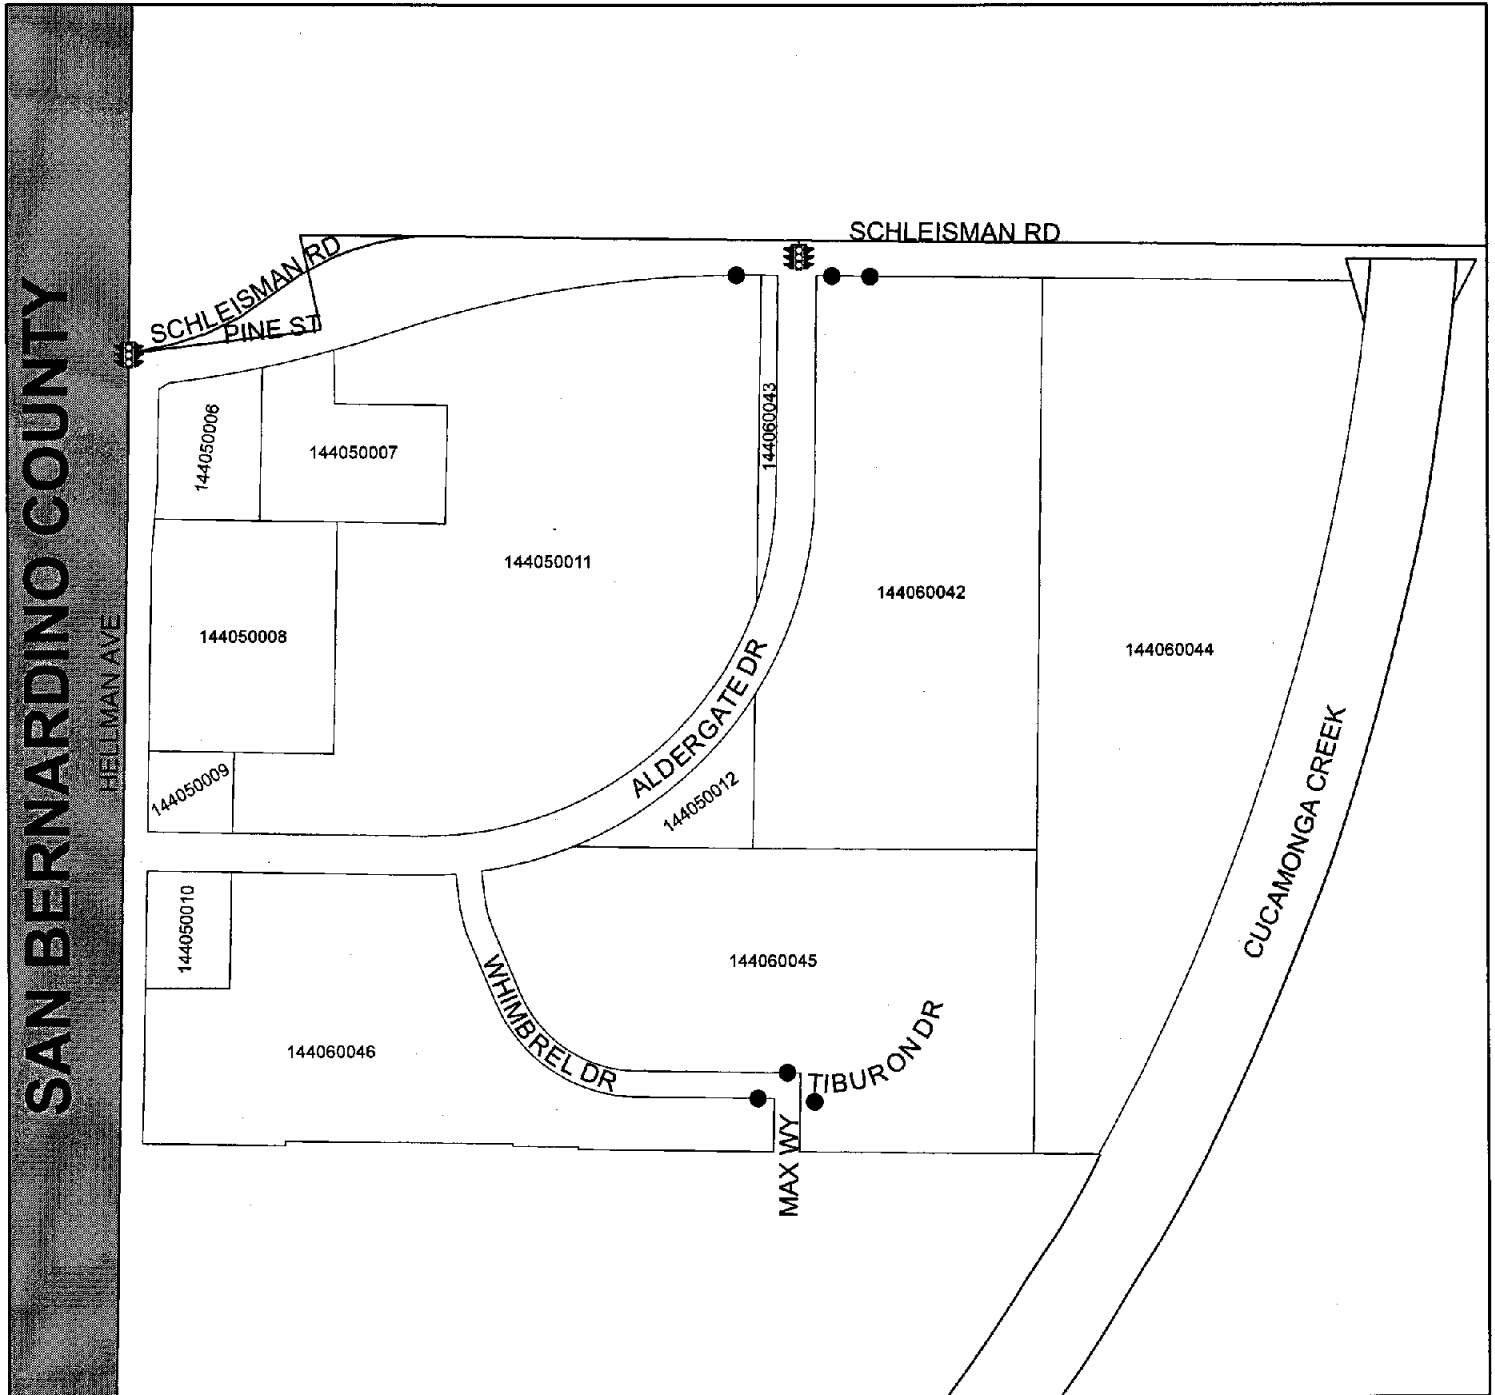 SCHLEISMAN RD
SCHLEISMAN RD
PINE ST
SAN BERNARDINO COUNTY
HELLMAN AVE
144050006
144050007
144060043
144050011
144060042
144050008
144060044
ALDERGATE DR
144050009
144050012
CUCAMONGA CREEK
144050010
144060045
WHIMBREL DR
144060046
TIBURON DR
MAX WY